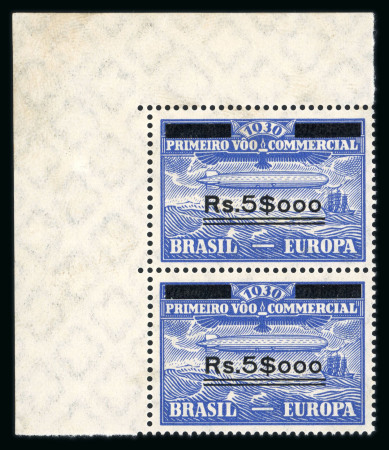 1930
PRIMEIRO VÔO COMMERCIAL
Rs.5$000
BRASIL — EUROPA
1930
PRIMEIRO VÔO COMMERCIAL
Rs.5$000
BRASIL — EUROPA